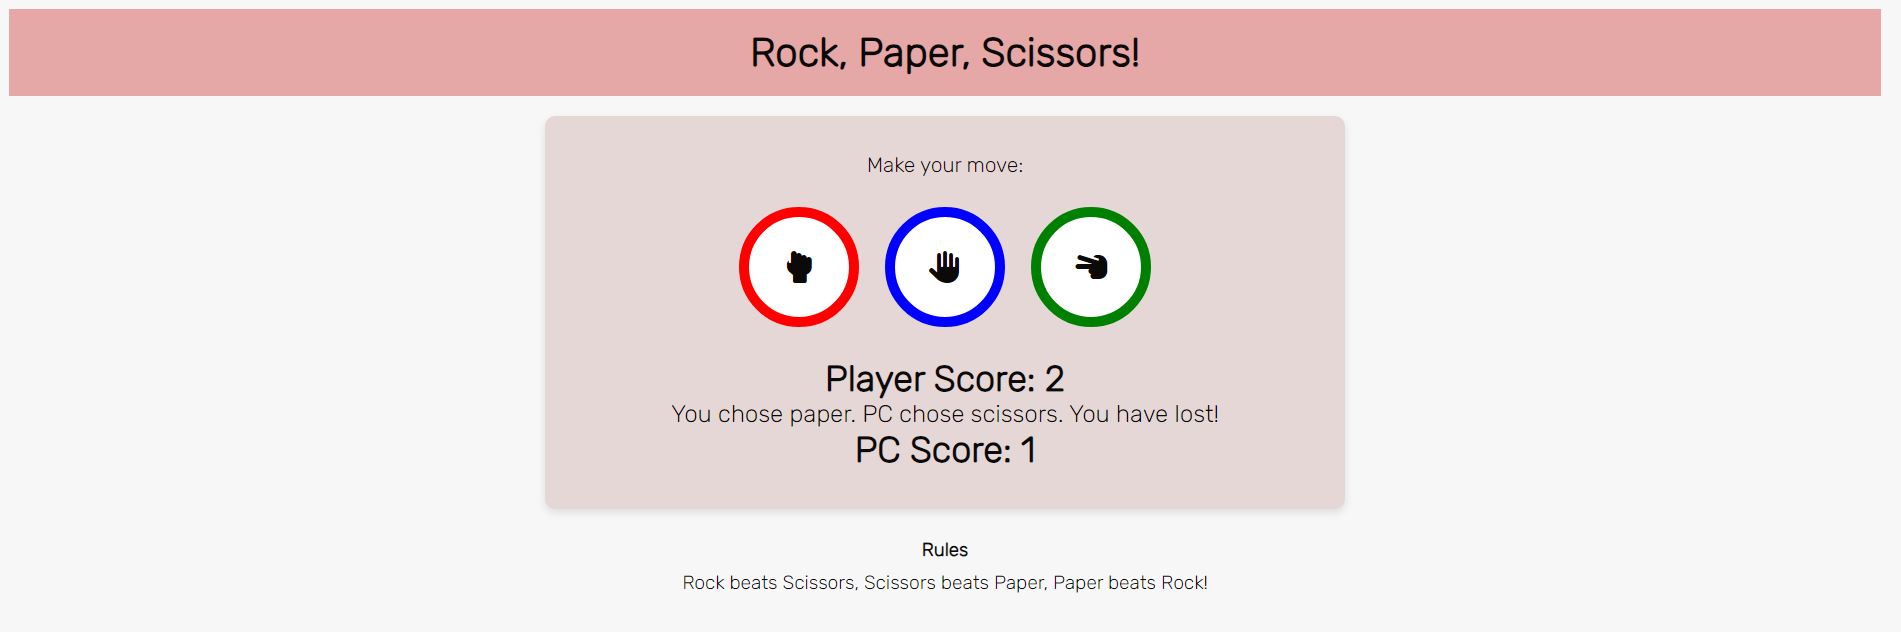 Rock, Paper, Scissors!
Make your move:
Player Score: 2
You chose paper. PC chose scissors. You have lost!
PC Score: 1
Rules
Rock beats Scissors, Scissors beats Paper, Paper beats Rock!